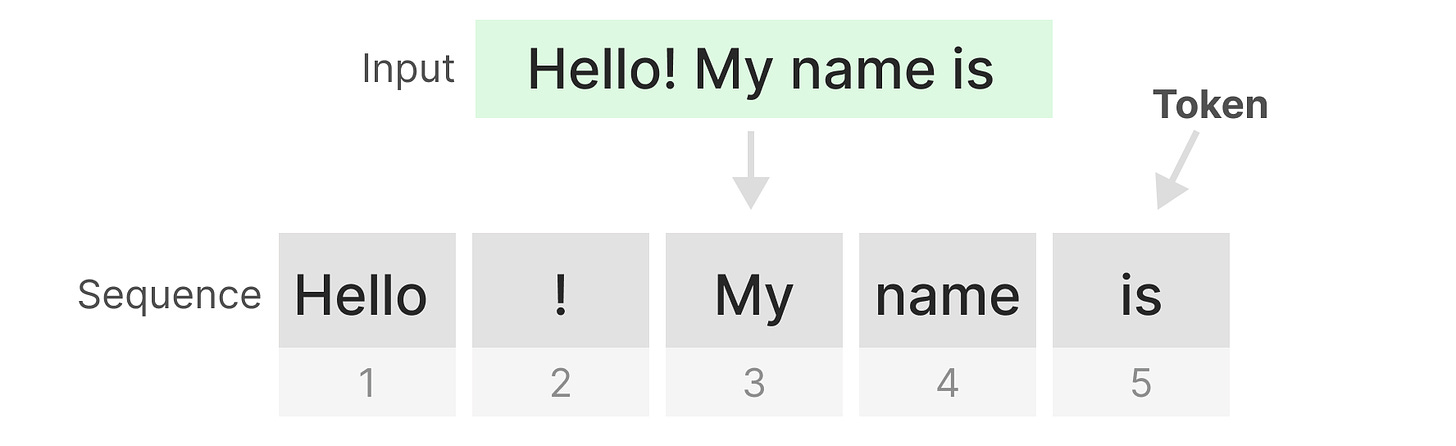 Input Hello! My name is
Token
Sequence Hello ! My name is
1 2 3 4 5